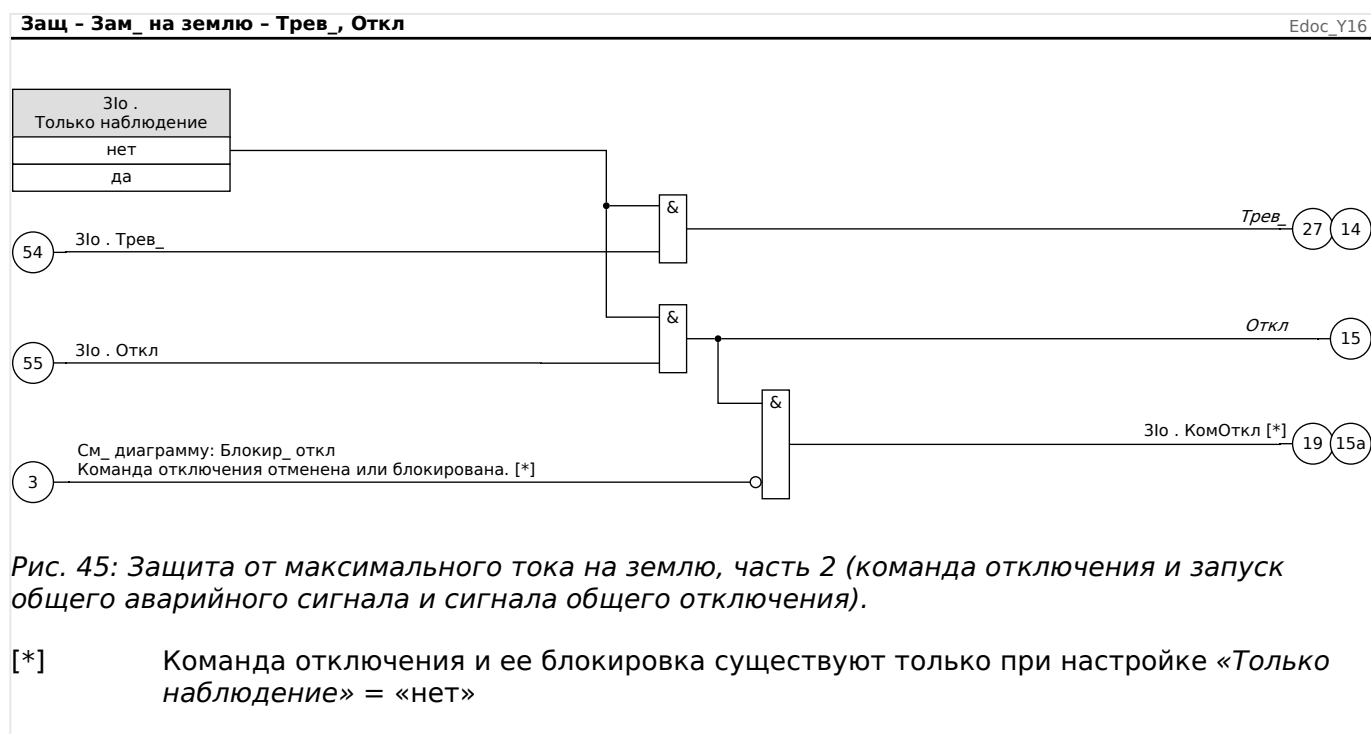 Защ – Зам_ на землю – Трев_, Откл
Edoc_Y16
3Io .
Только наблюдение
нет
да
&
Трев_
27
14
54
3Io . Трев_
&
Откл
15
55
3Io . Откл
&
3Io . КомОткл [*]
19
15a
См_ диаграмму: Блокир_ откл
Команда отключения отменена или блокирована. [*]
3
Рис. 45: Защита от максимального тока на землю, часть 2 (команда отключения и запуск
общего аварийного сигнала и сигнала общего отключения).
[*] Команда отключения и ее блокировка существуют только при настройке «Только
наблюдение» = «нет»